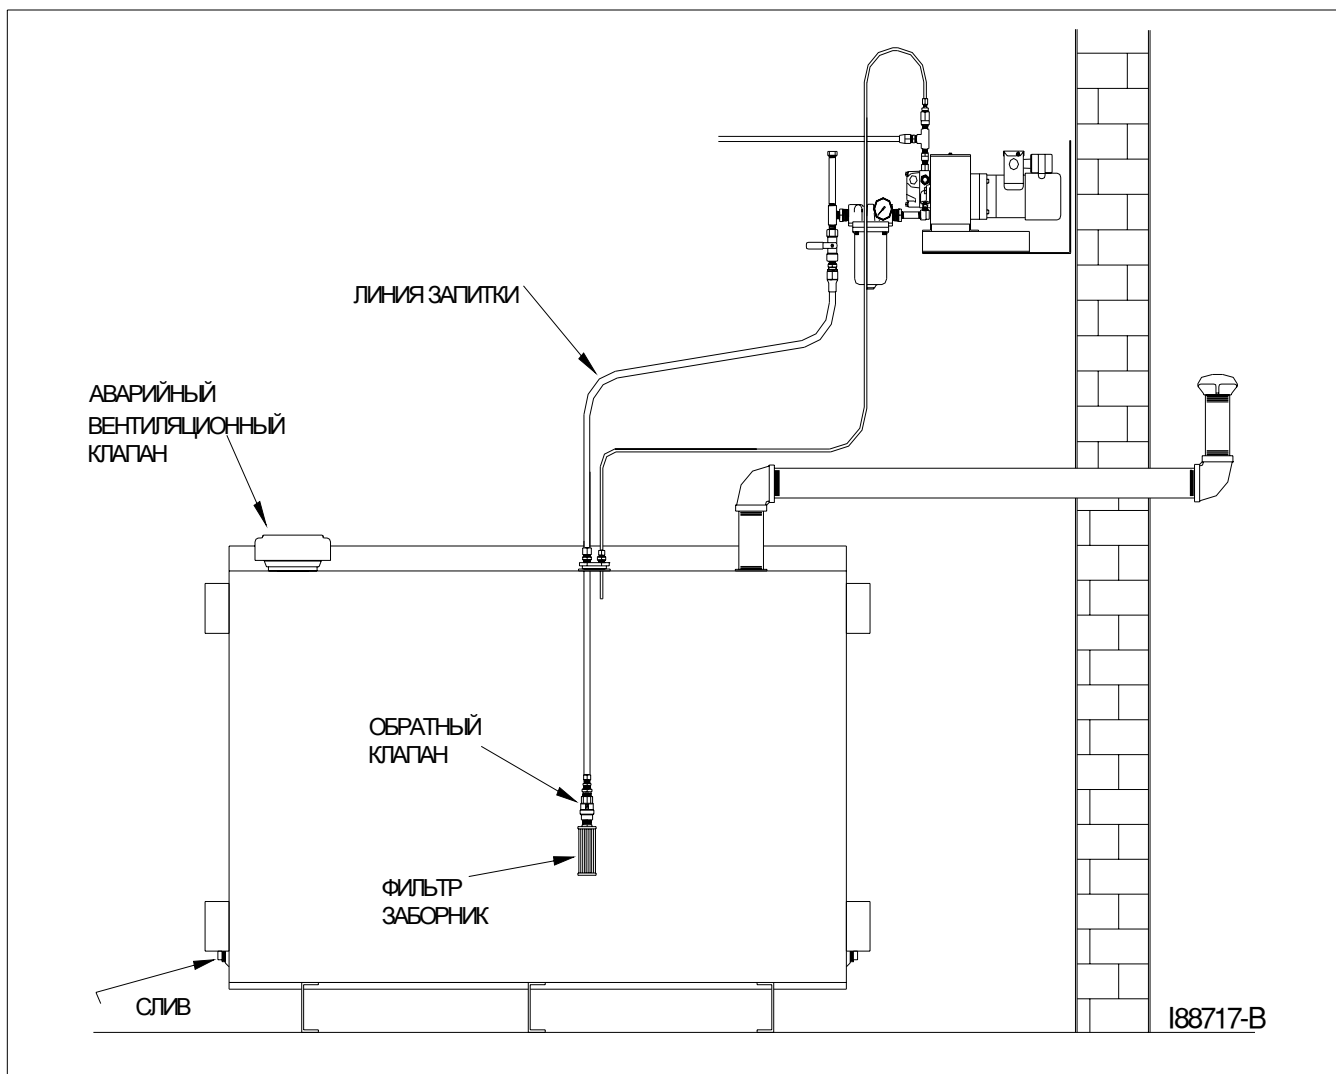 ЛИНИЯ ЗАПИТКИ
АВАРИЙНЫЙ
ВЕНТИЛЯЦИОННЫЙ
КЛАПАН
ОБРАТНЫЙ
КЛАПАН
ФИЛЬТР
ЗАБОРНИК
СЛИВ
I88717-B